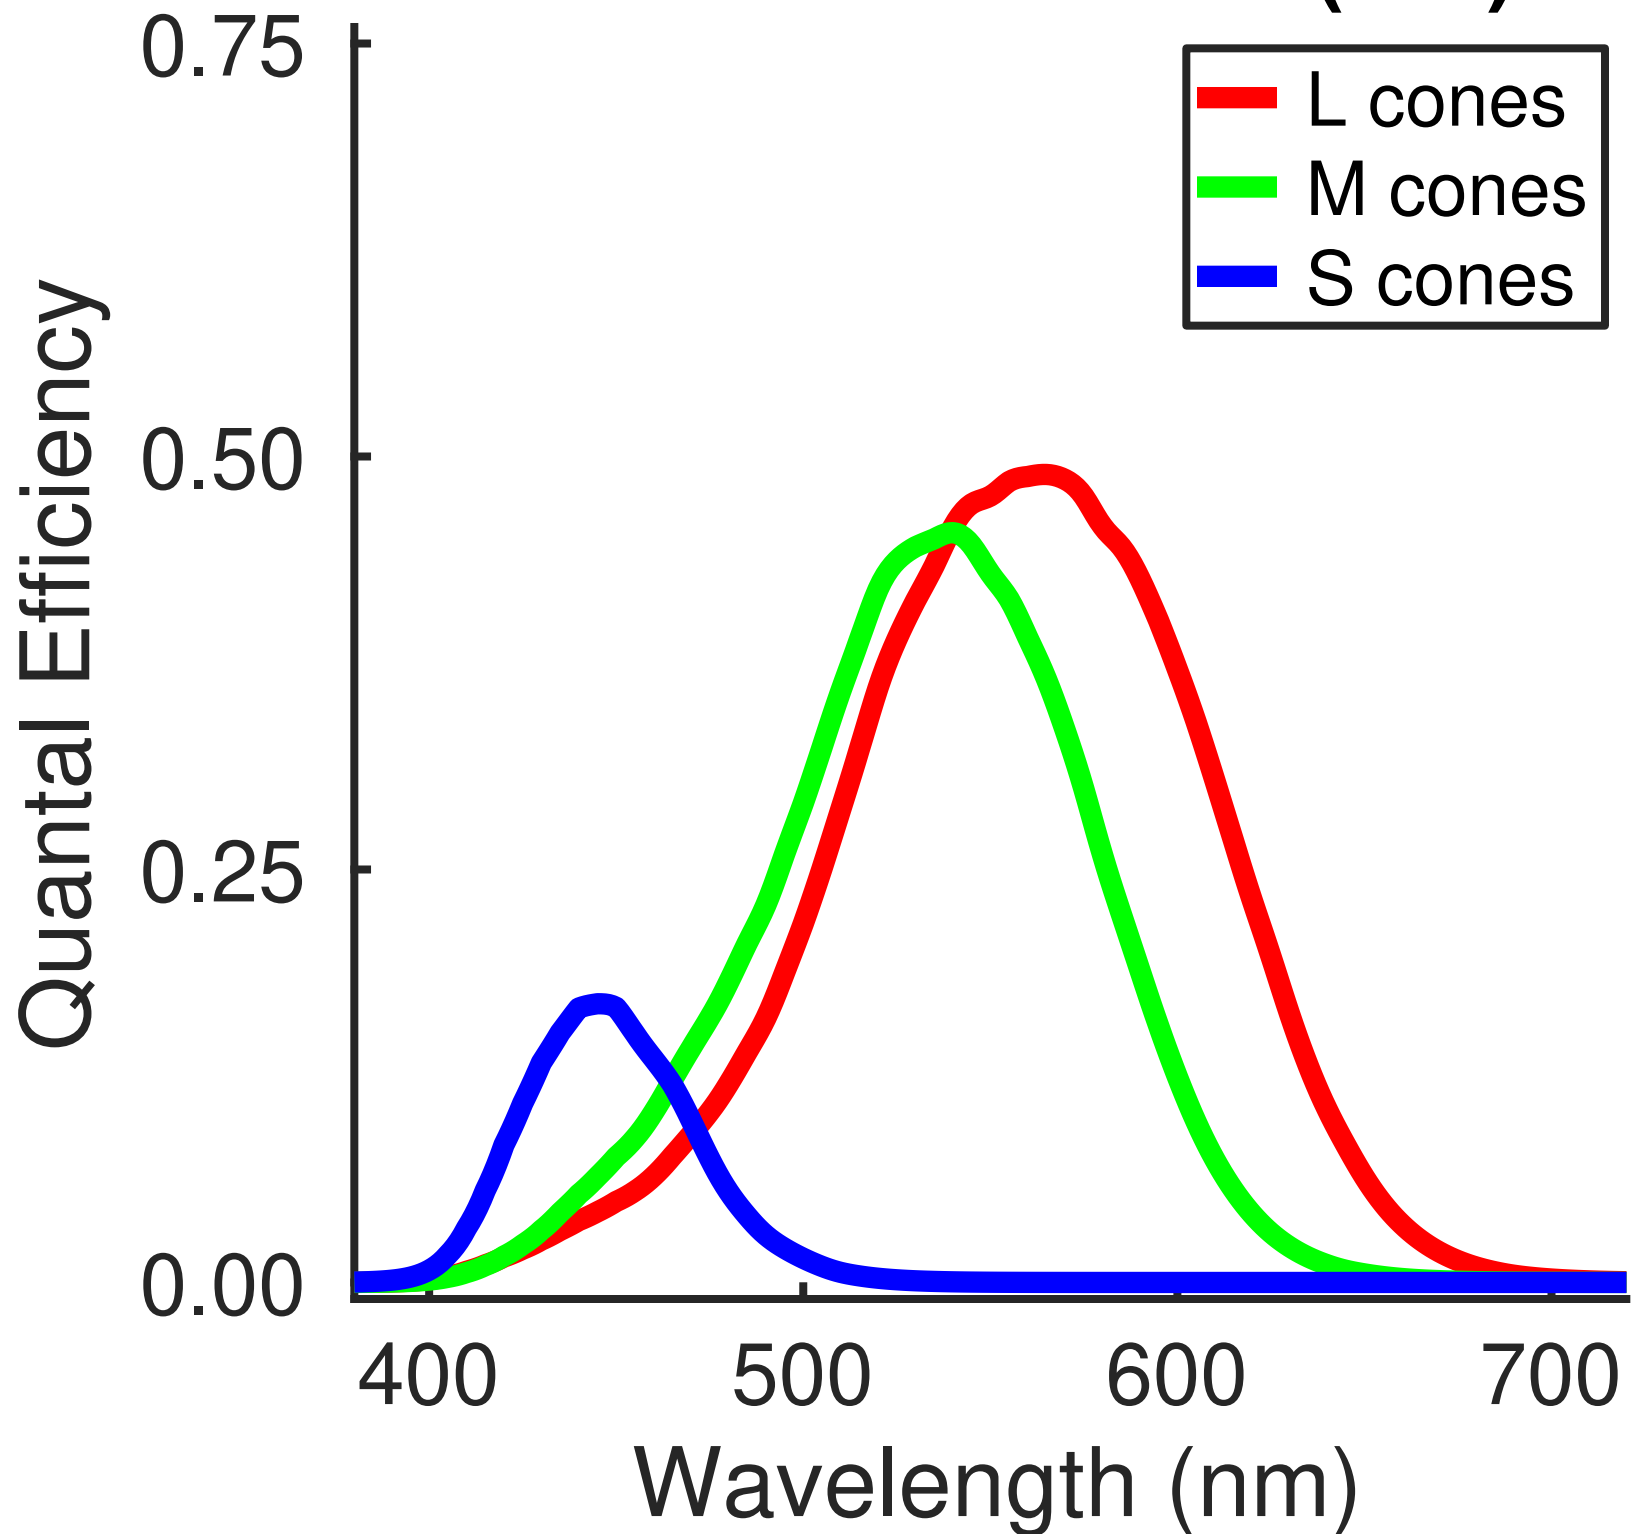 0.75
0.50
0.25
0.00
Quantal Efficiency
L cones
M cones
S cones
400 500 600 700
Wavelength (nm)